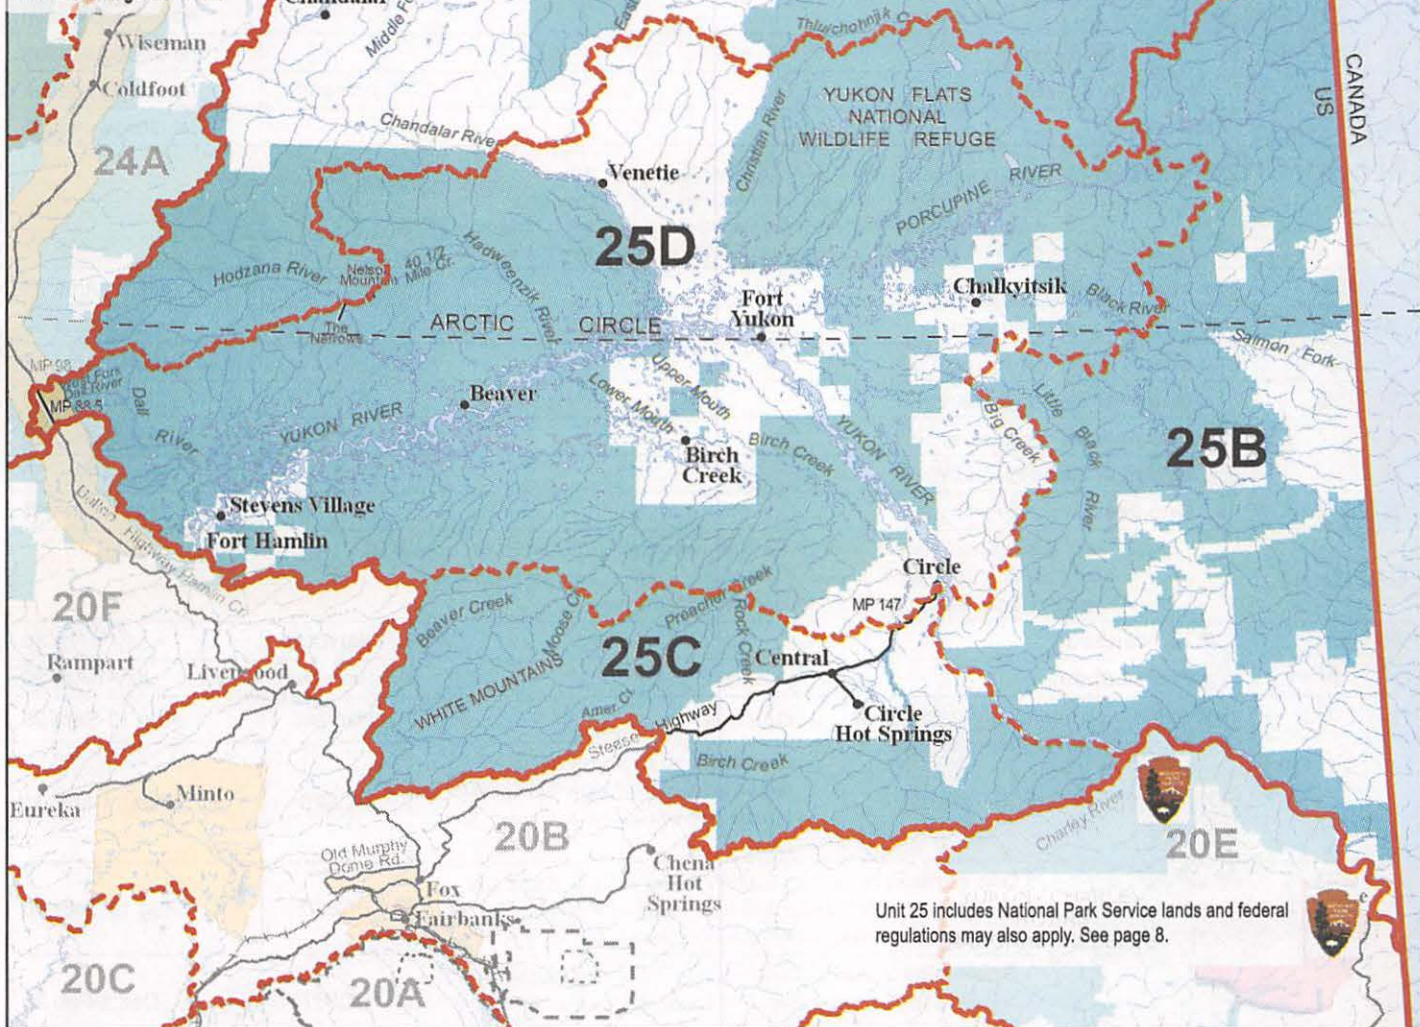 Wiseman
Coldfoot
24A
Chandalar River
Venetie
25D
Christian River
YUKON FLATS
NATIONAL
WILDLIFE REFUGE
PORCUPINE RIVER
CANADA
US
Hodzana River
Nelson
Mountain
40 1/2
Mile Cr.
Hadweenzik River
The
Narrows
ARCTIC CIRCLE
Fort
Yukon
Chalkyitsik
Black River
Salmon Fork
MP 98
West Fork
Dall River
MP 88.5
Dall
River
YUKON RIVER
Beaver
Lower Mouth
Upper Mouth
Birch Creek
Birch
Creek
YUKON RIVER
Big Creek
Little
Black
River
25B
Stevens Village
Fort Hamlin
Dalton Highway
Hamlin Cr.
20F
Rampart
Livengood
Beaver Creek
Moose Cr.
WHITE MOUNTAINS
Preacher Creek
Rock Creek
25C
Circle
MP 147
Central
Circle
Hot Springs
Steese Highway
Birch Creek
Eureka
Minto
20B
Old Murphy
Dome Rd.
Fox
Fairbanks
Chena
Hot
Springs
Charley River
20E
Unit 25 includes National Park Service lands and federal
regulations may also apply. See page 8.
20C
20A